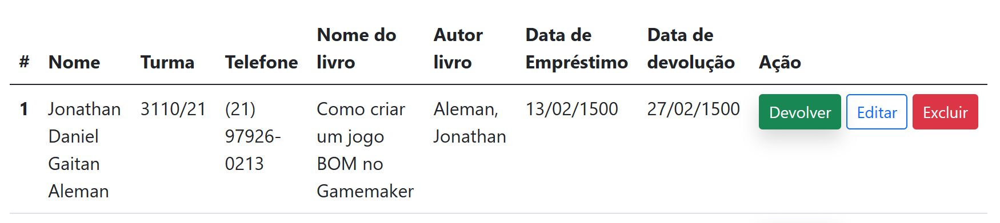 # Nome Turma Telefone Nome do livro Autor livro Data de Empréstimo Data de devolução Ação
1 Jonathan Daniel Gaitan Aleman 3110/21 (21) 97926-0213 Como criar um jogo BOM no Gamemaker Aleman, Jonathan 13/02/1500 27/02/1500 Devolver Editar Excluir